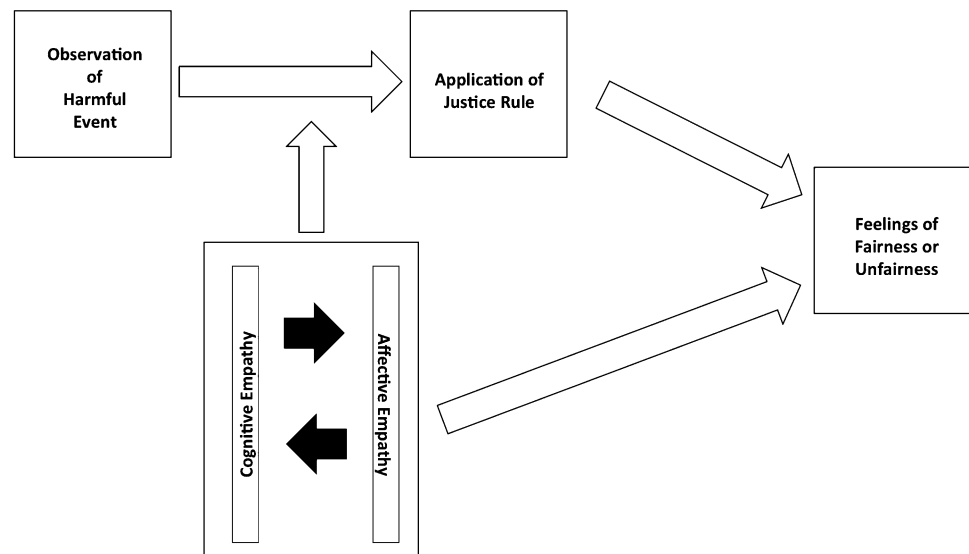 Observation
of
Harmful
Event
Application of
Justice Rule
Feelings of
Fairness or
Unfairness
Cognitive Empathy
Affective Empathy